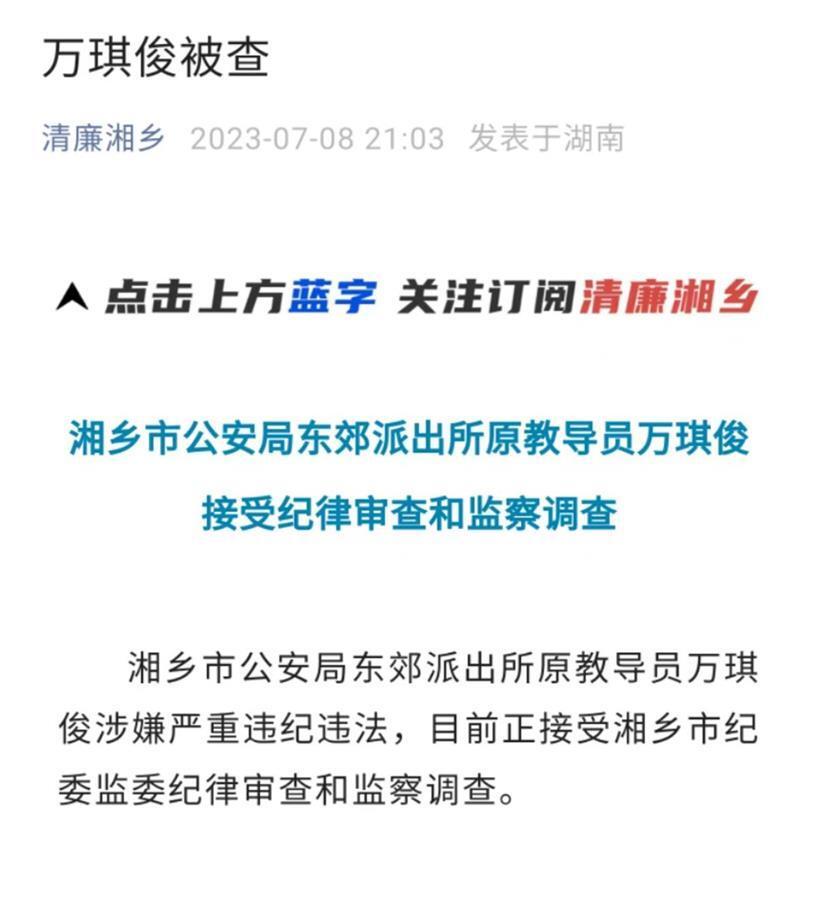 万琪俊被查
清廉湘乡 2023-07-08 21:03 发表于湖南
点击上方蓝字 关注订阅清廉湘乡
湘乡市公安局东郊派出所原教导员万琪俊
接受纪律审查和监察调查
湘乡市公安局东郊派出所原教导员万琪
俊涉嫌严重违纪违法，目前正接受湘乡市纪
委监委纪律审查和监察调查。